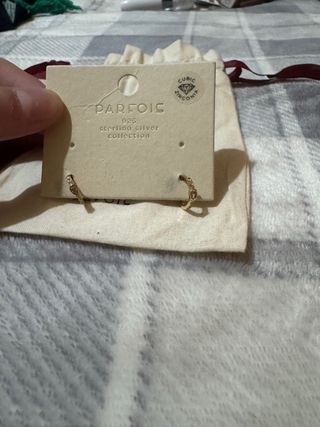 PARFOIS
925
sterling silver
collection
CUBIC
ZIRCONIA